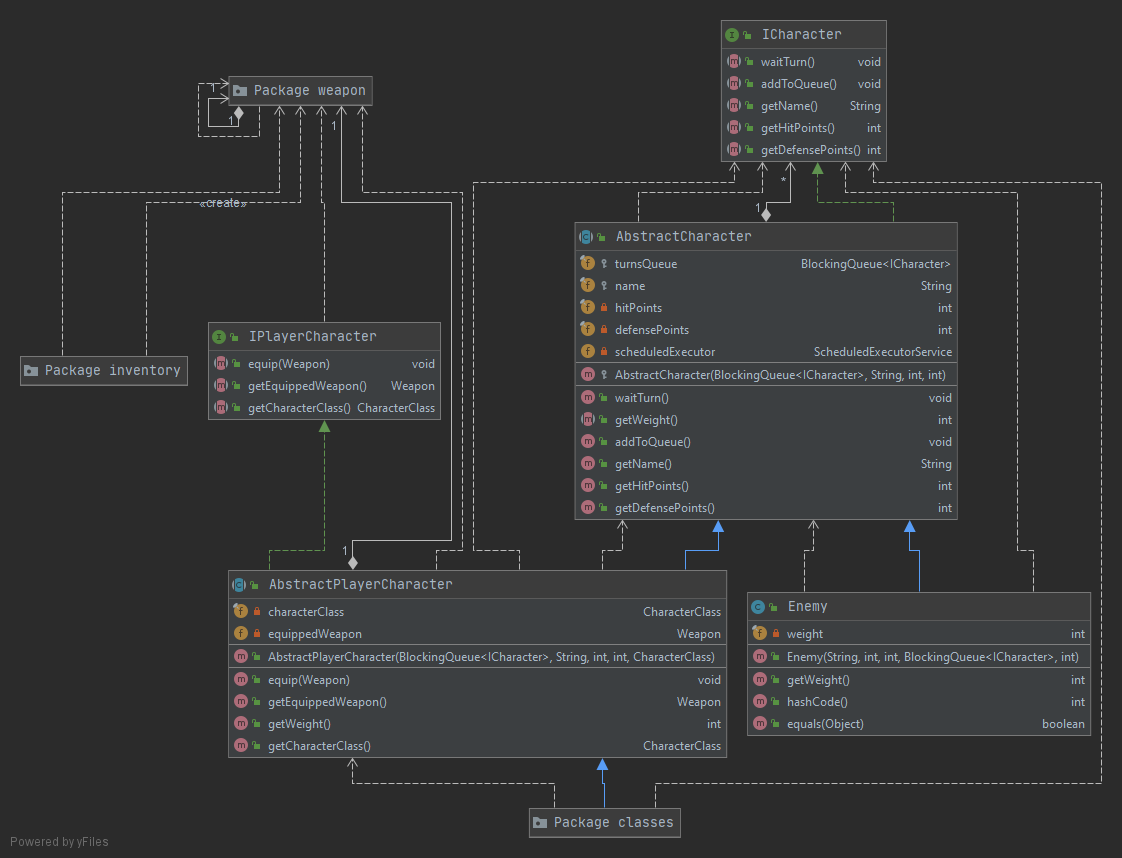 ICharacter
waitTurn() void
addToQueue() void
getName() String
getHitPoints() int
getDefensePoints() int
Package weapon
1
1
1
«create»
*
1
AbstractCharacter
turnsQueue BlockingQueue<ICharacter>
name String
hitPoints int
defensePoints int
scheduledExecutor ScheduledExecutorService
AbstractCharacter(BlockingQueue<ICharacter>, String, int, int)
waitTurn() void
getWeight() int
addToQueue() void
getName() String
getHitPoints() int
getDefensePoints() int
IPlayerCharacter
equip(Weapon) void
getEquippedWeapon() Weapon
getCharacterClass() CharacterClass
Package inventory
1
AbstractPlayerCharacter
characterClass CharacterClass
equippedWeapon Weapon
AbstractPlayerCharacter(BlockingQueue<ICharacter>, String, int, int, CharacterClass)
equip(Weapon) void
getEquippedWeapon() Weapon
getWeight() int
getCharacterClass() CharacterClass
Enemy
weight int
Enemy(String, int, int, BlockingQueue<ICharacter>, int)
getWeight() int
hashCode() int
equals(Object) boolean
Package classes
Powered by yFiles